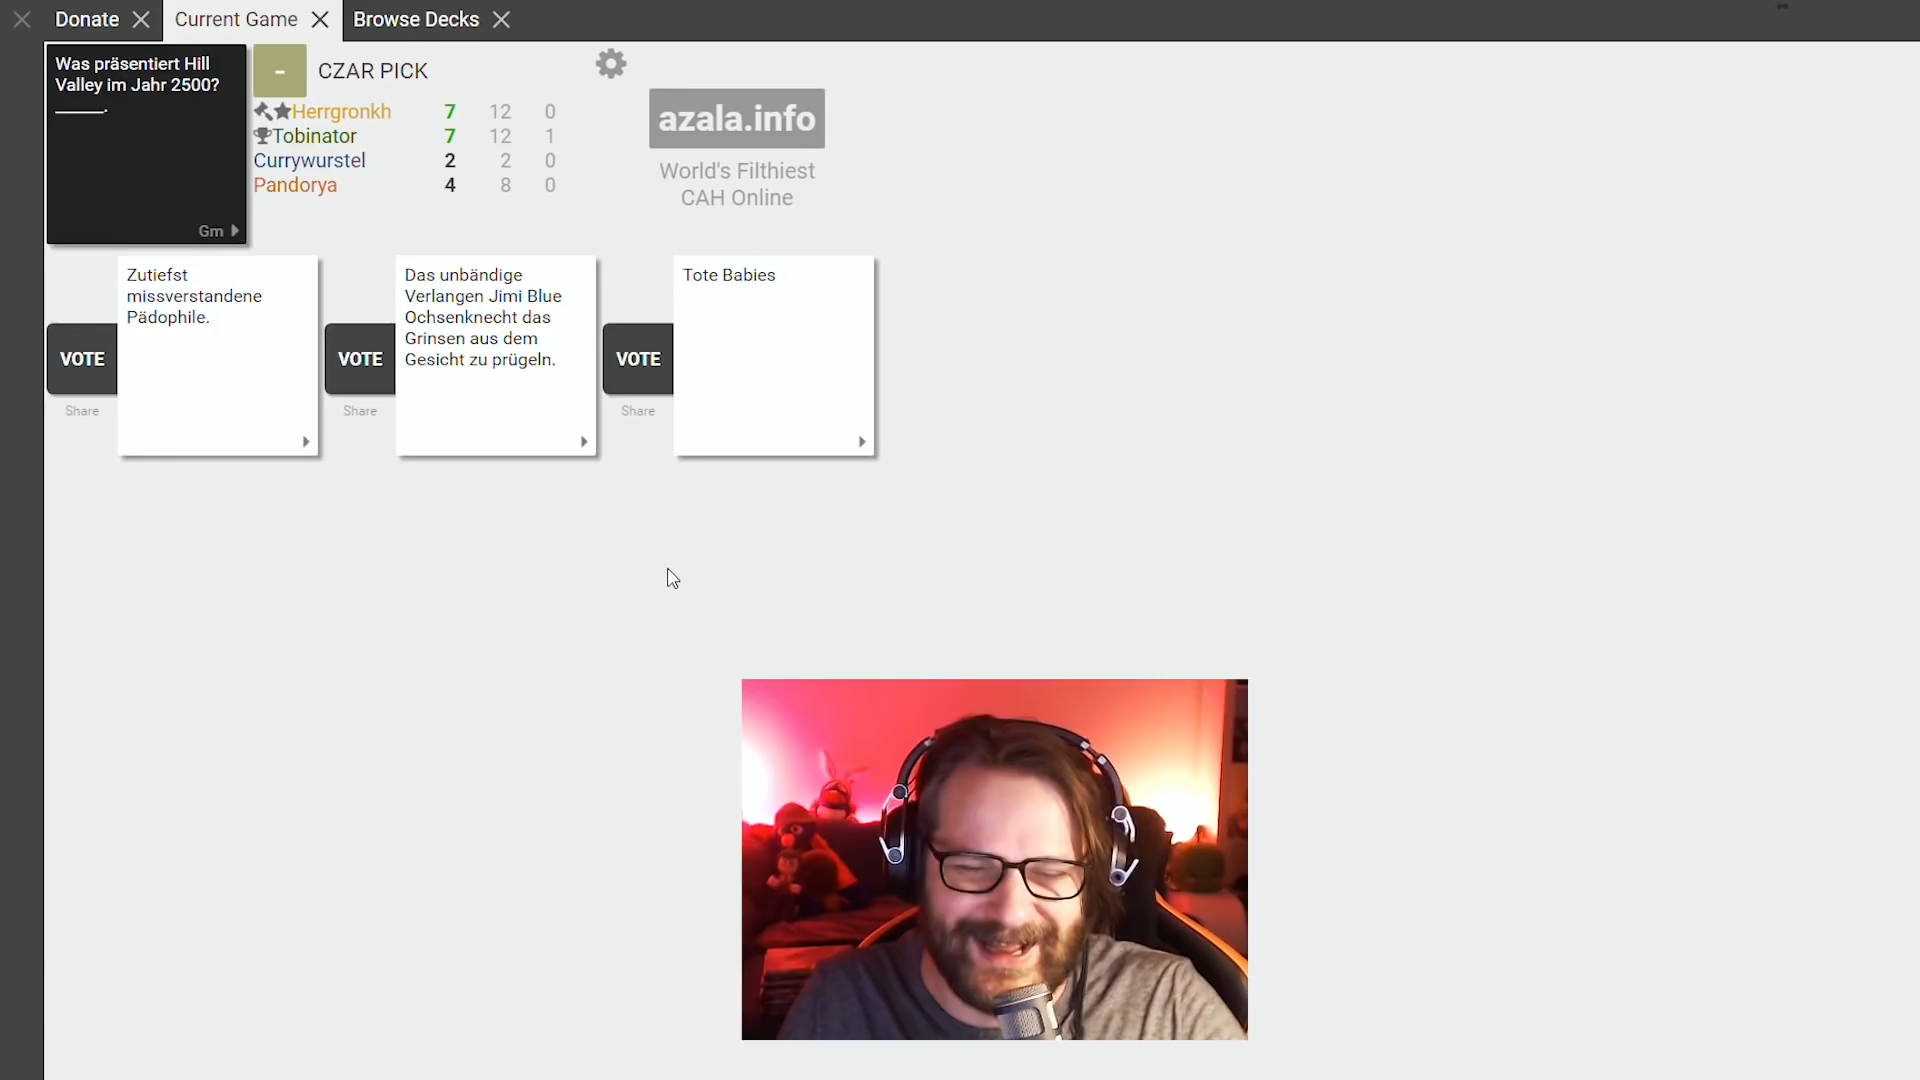 Donate
Current Game
Browse Decks
Was präsentiert Hill
Valley im Jahr 2500?
_____.
Gm
-
CZAR PICK
Herrgronkh 7 12 0
Tobinator 7 12 1
Currywurstel 2 2 0
Pandorya 4 8 0
azala.info
World's Filthiest
CAH Online
VOTE
Share
Zutiefst
missverstandene
Pädophile.
VOTE
Share
Das unbändige
Verlangen Jimi Blue
Ochsenknecht das
Grinsen aus dem
Gesicht zu prügeln.
VOTE
Share
Tote Babies